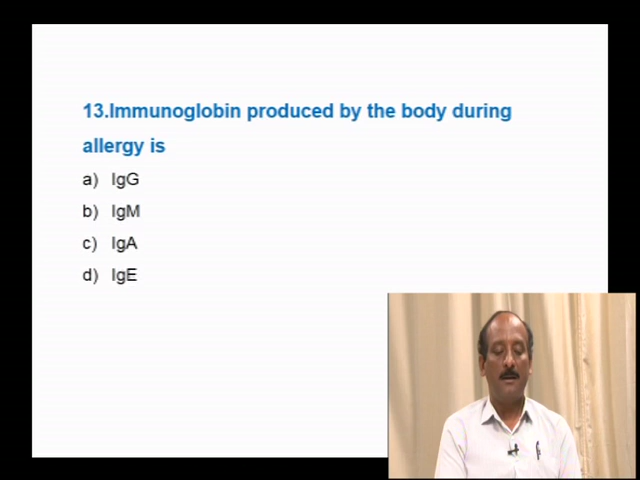 13.Immunoglobin produced by the body during
allergy is
a) IgG
b) IgM
c) IgA
d) IgE